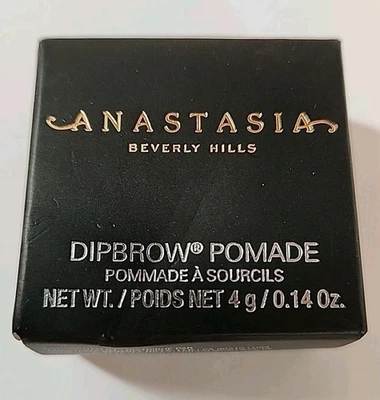 ANASTASIA
BEVERLY HILLS
DIPBROW® POMADE
POMMADE À SOURCILS
NET WT. / POIDS NET 4 g / 0.14 Oz.